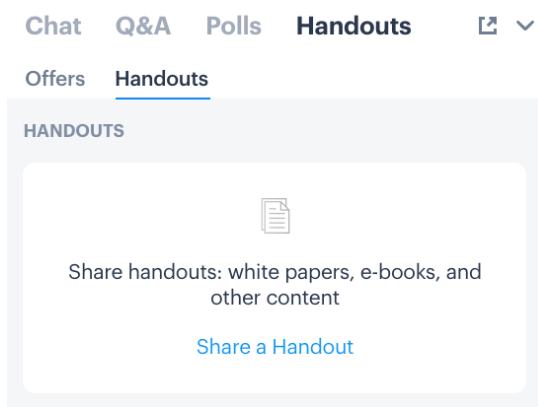 Chat Q&A Polls Handouts
Offers Handouts
HANDOUTS
Share handouts: white papers, e-books, and
other content
Share a Handout